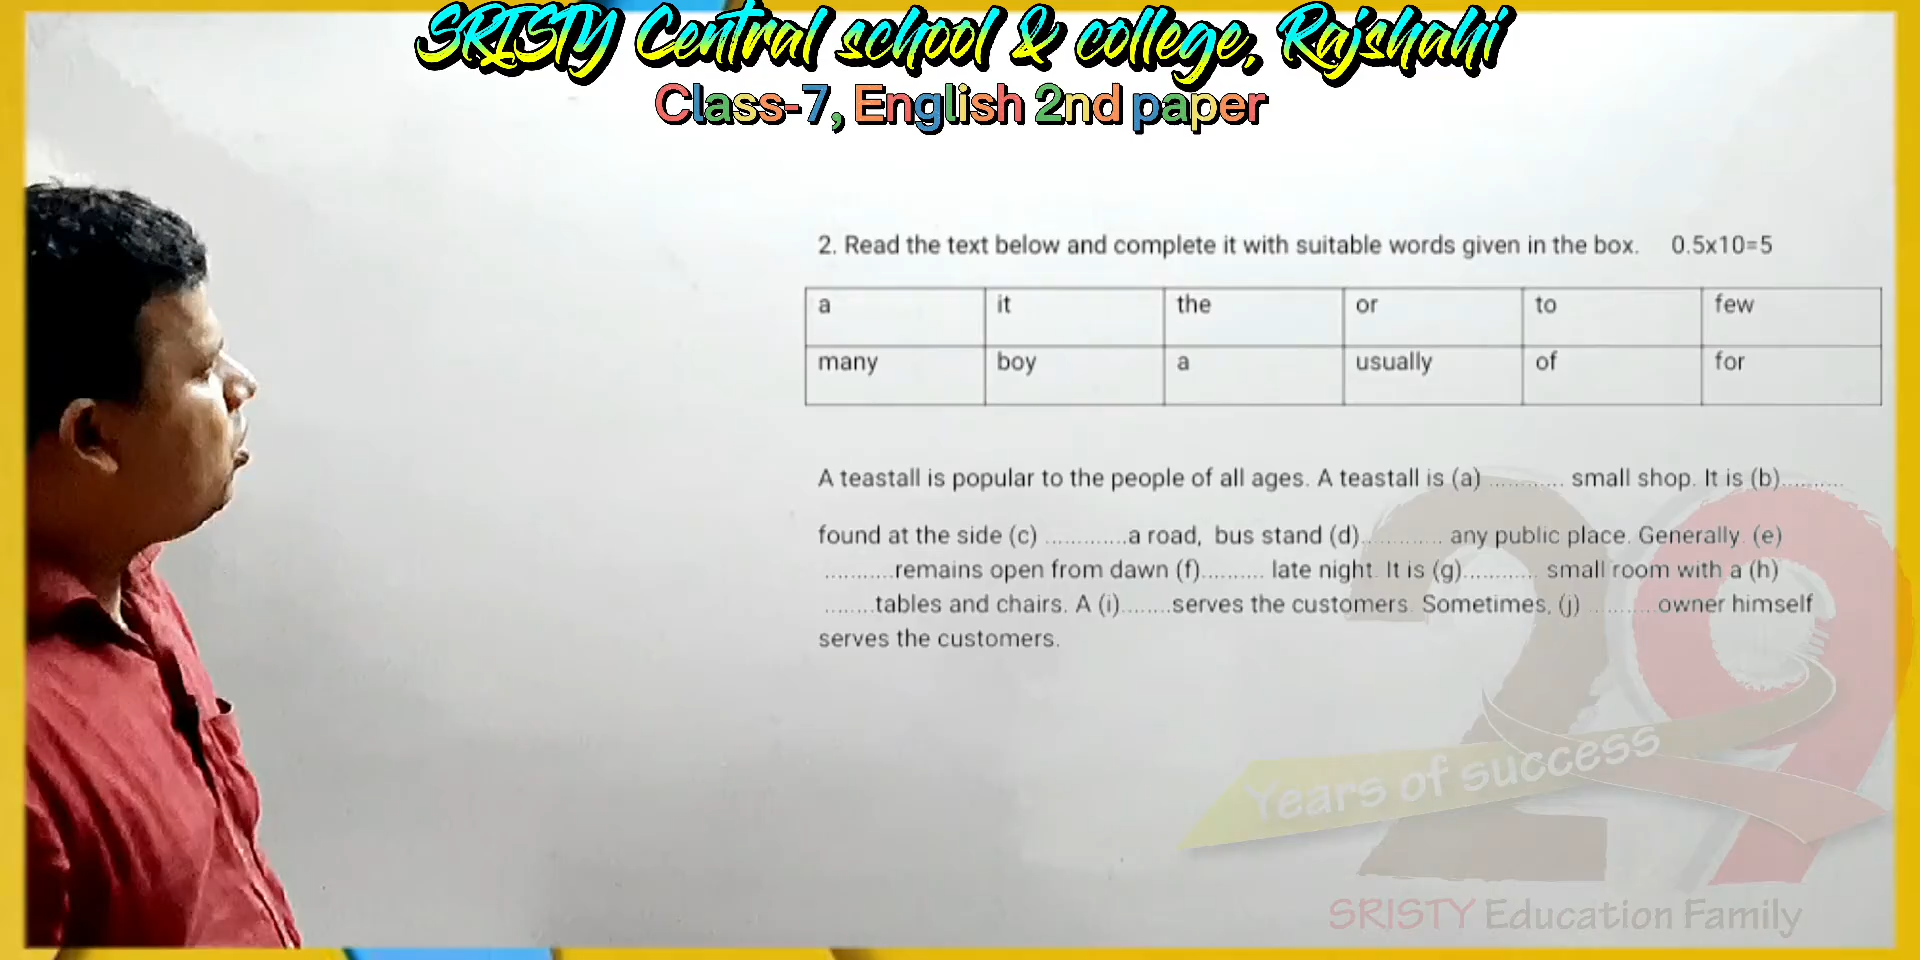 SRISTY Central school & college, Rajshahi
Class-7, English 2nd paper
2. Read the text below and complete it with suitable words given in the box. 0.5x10=5
a it the or to few
many boy a usually of for
A teastall is popular to the people of all ages. A teastall is (a) ............ small shop. It is (b)..........
found at the side (c) .............a road, bus stand (d)............. any public place. Generally. (e)
...........remains open from dawn (f).......... late night. It is (g)............ small room with a (h)
........tables and chairs. A (i)........serves the customers. Sometimes, (j) ...........owner himself
serves the customers.
29
Years of success
SRISTY Education Family